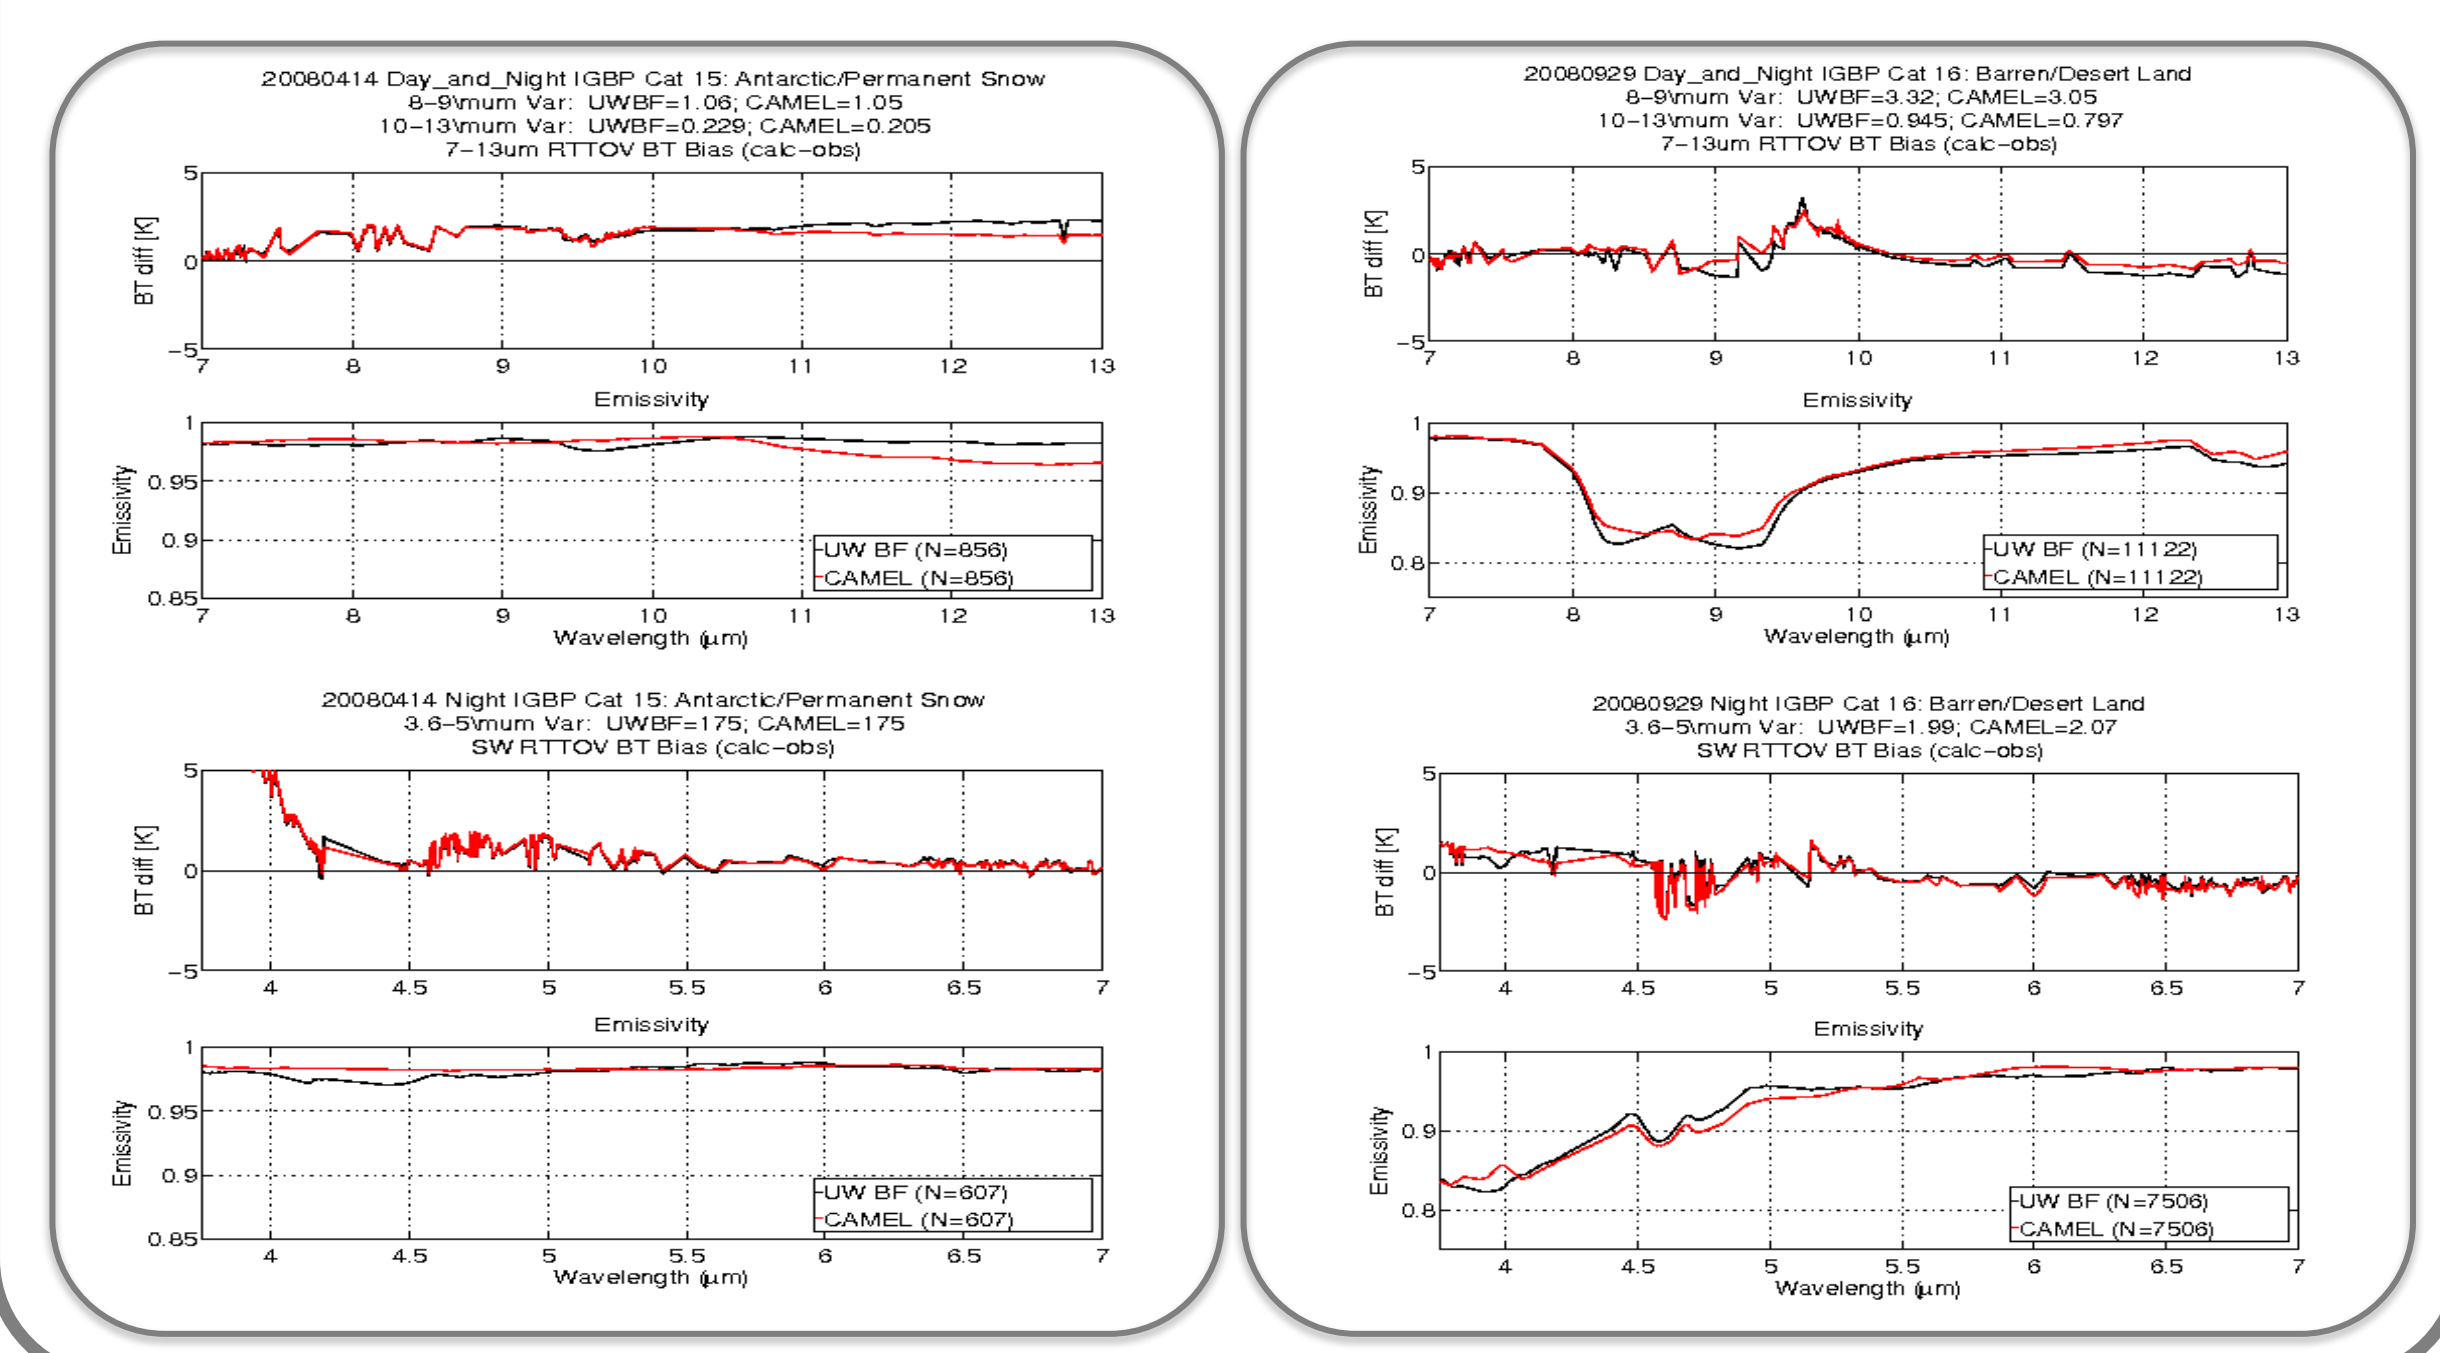 20080414 Day_and_Night IGBP Cat 15: Antarctic/Permanent Snow
8-9\mum Var: UWBF=1.06; CAMEL=1.05
10-13\mum Var: UWBF=0.229; CAMEL=0.205
7-13um RTTOV BT Bias (calc-obs)
5
0
-5
BT diff [K]
7 8 9 10 11 12 13
Emissivity
1
0.95
0.9
0.85
Emissivity
UW BF (N=856)
CAMEL (N=856)
7 8 9 10 11 12 13
Wavelength (μm)
20080414 Night IGBP Cat 15: Antarctic/Permanent Snow
3.6-5\mum Var: UWBF=175; CAMEL=175
SW RTTOV BT Bias (calc-obs)
5
0
-5
BT diff [K]
4 4.5 5 5.5 6 6.5 7
Emissivity
1
0.95
0.9
0.85
Emissivity
UW BF (N=607)
CAMEL (N=607)
4 4.5 5 5.5 6 6.5 7
Wavelength (μm)
20080929 Day_and_Night IGBP Cat 16: Barren/Desert Land
8-9\mum Var: UWBF=3.32; CAMEL=3.05
10-13\mum Var: UWBF=0.945; CAMEL=0.797
7-13um RTTOV BT Bias (calc-obs)
5
0
-5
BT diff [K]
7 8 9 10 11 12 13
Emissivity
1
0.9
0.8
Emissivity
UW BF (N=11122)
CAMEL (N=11122)
7 8 9 10 11 12 13
Wavelength (μm)
20080929 Night IGBP Cat 16: Barren/Desert Land
3.6-5\mum Var: UWBF=1.99; CAMEL=2.07
SW RTTOV BT Bias (calc-obs)
5
0
-5
BT diff [K]
4 4.5 5 5.5 6 6.5 7
Emissivity
1
0.9
0.8
Emissivity
UW BF (N=7506)
CAMEL (N=7506)
4 4.5 5 5.5 6 6.5 7
Wavelength (μm)